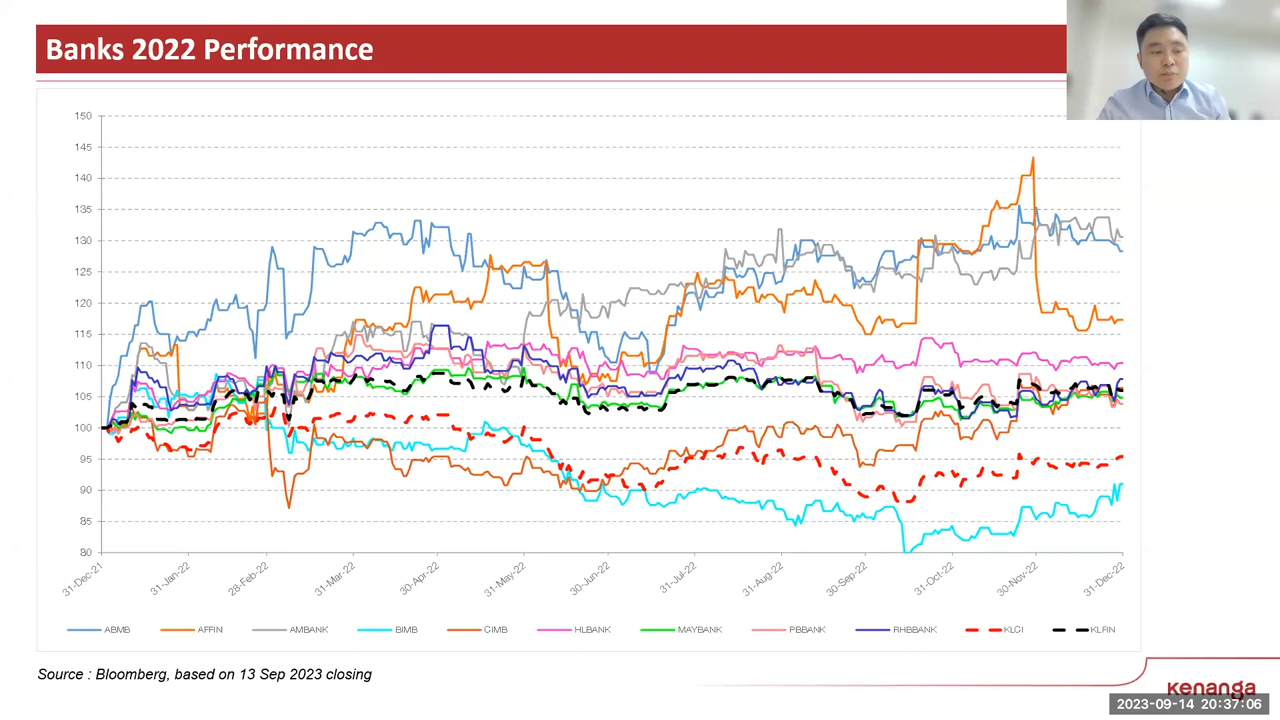 Banks 2022 Performance
150
145
140
135
130
125
120
115
110
105
100
95
90
85
80
31-Dec-21
31-Jan-22
28-Feb-22
31-Mar-22
30-Apr-22
31-May-22
30-Jun-22
31-Jul-22
31-Aug-22
30-Sep-22
31-Oct-22
30-Nov-22
31-Dec-22
ABMB AFFIN AMBANK BIMB CIMB HLBANK MAYBANK PBBANK RHBBANK KLCI KLFIN
Source : Bloomberg, based on 13 Sep 2023 closing
kenanga
2023-09-14 20:37:06